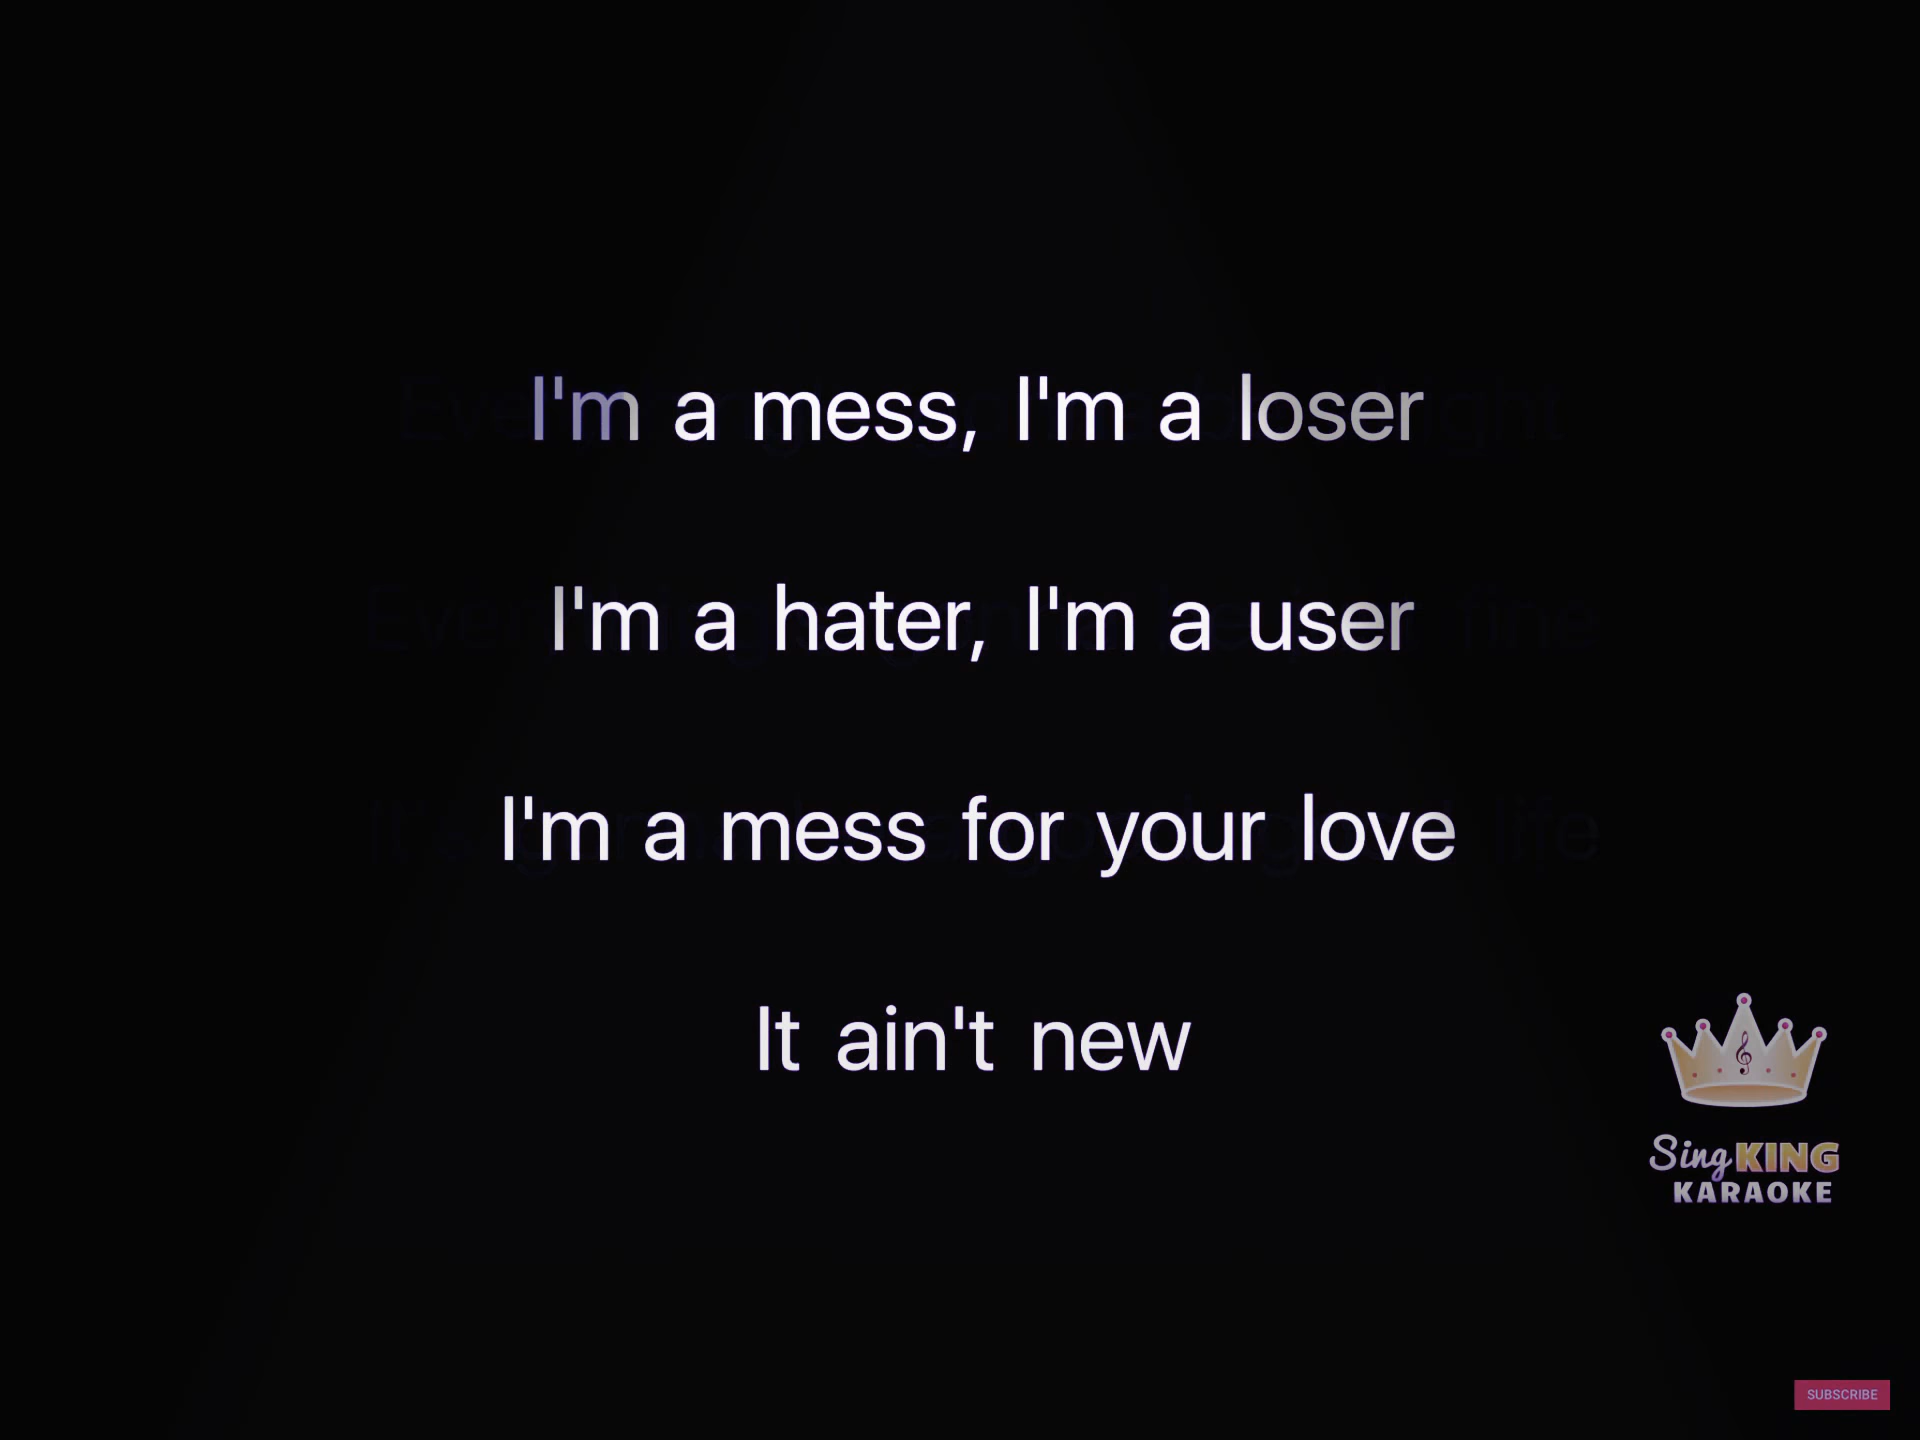 I'm a mess, I'm a loser
I'm a hater, I'm a user
I'm a mess for your love
It ain't new
Sing KING
KARAOKE
SUBSCRIBE